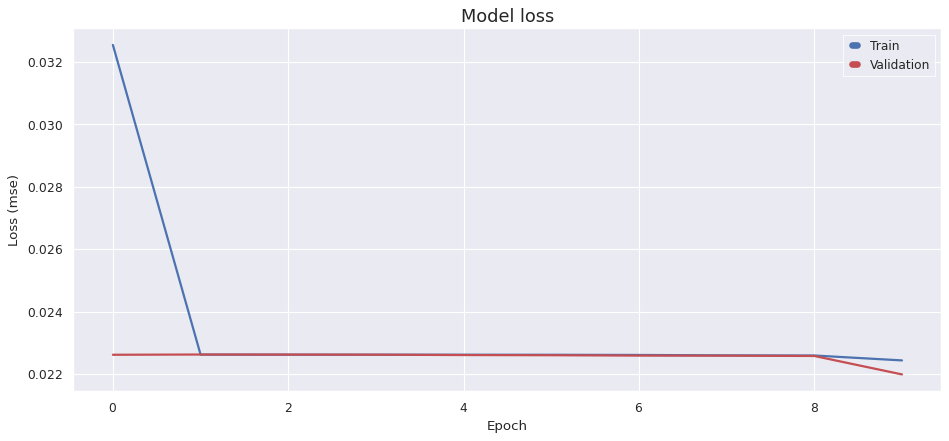 Model loss
Train
Validation
0.032
0.030
0.028
0.026
0.024
0.022
Loss (mse)
0 2 4 6 8
Epoch